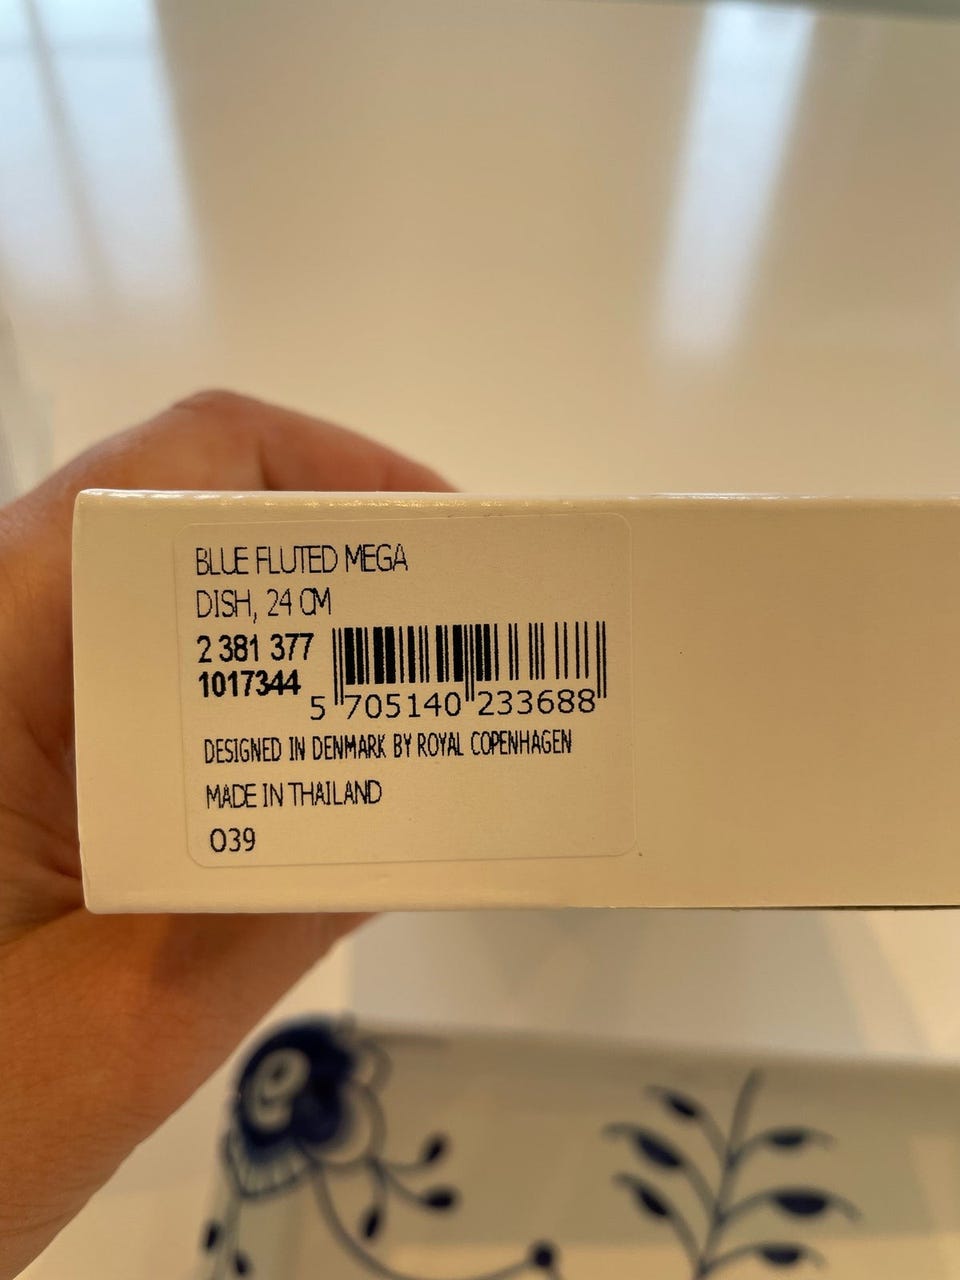 BLUE FLUTED MEGA
DISH, 24 CM
2 381 377
1017344
5 705140 233688
DESIGNED IN DENMARK BY ROYAL COPENHAGEN
MADE IN THAILAND
O39